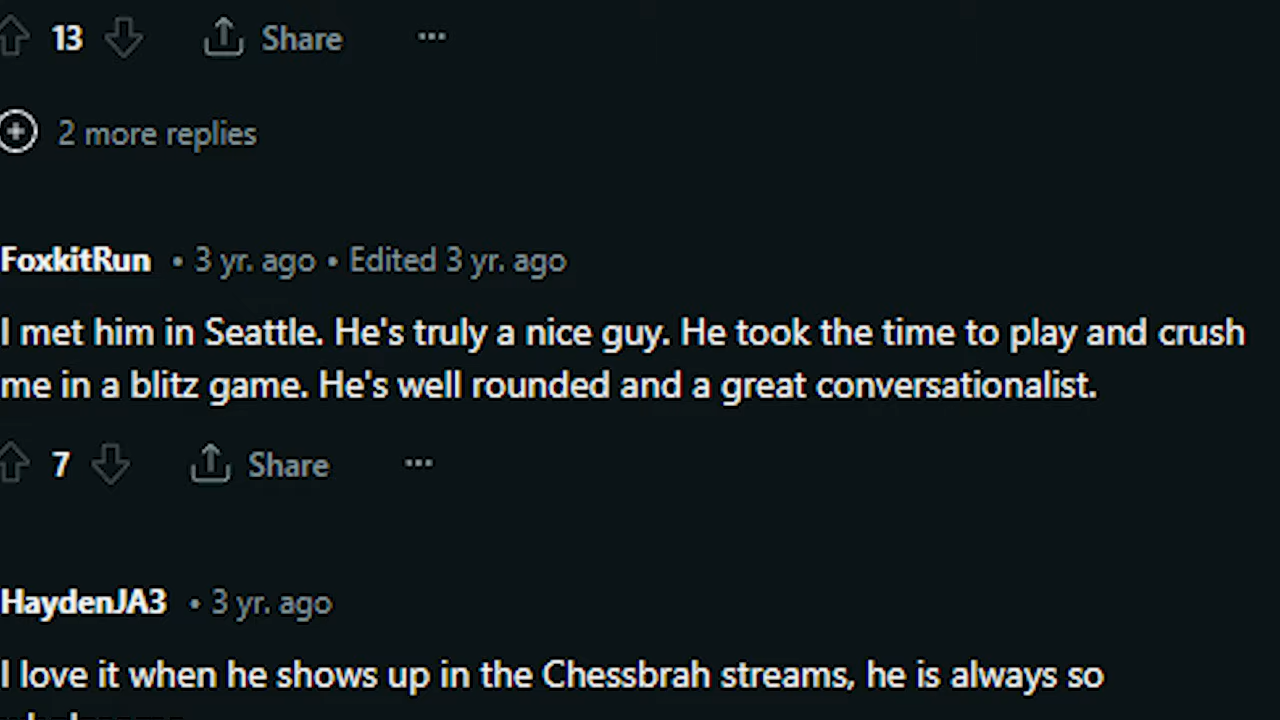 13 Share ...
2 more replies
FoxkitRun • 3 yr. ago • Edited 3 yr. ago
I met him in Seattle. He's truly a nice guy. He took the time to play and crush
me in a blitz game. He's well rounded and a great conversationalist.
7 Share ...
HaydenJA3 • 3 yr. ago
I love it when he shows up in the Chessbrah streams, he is always so